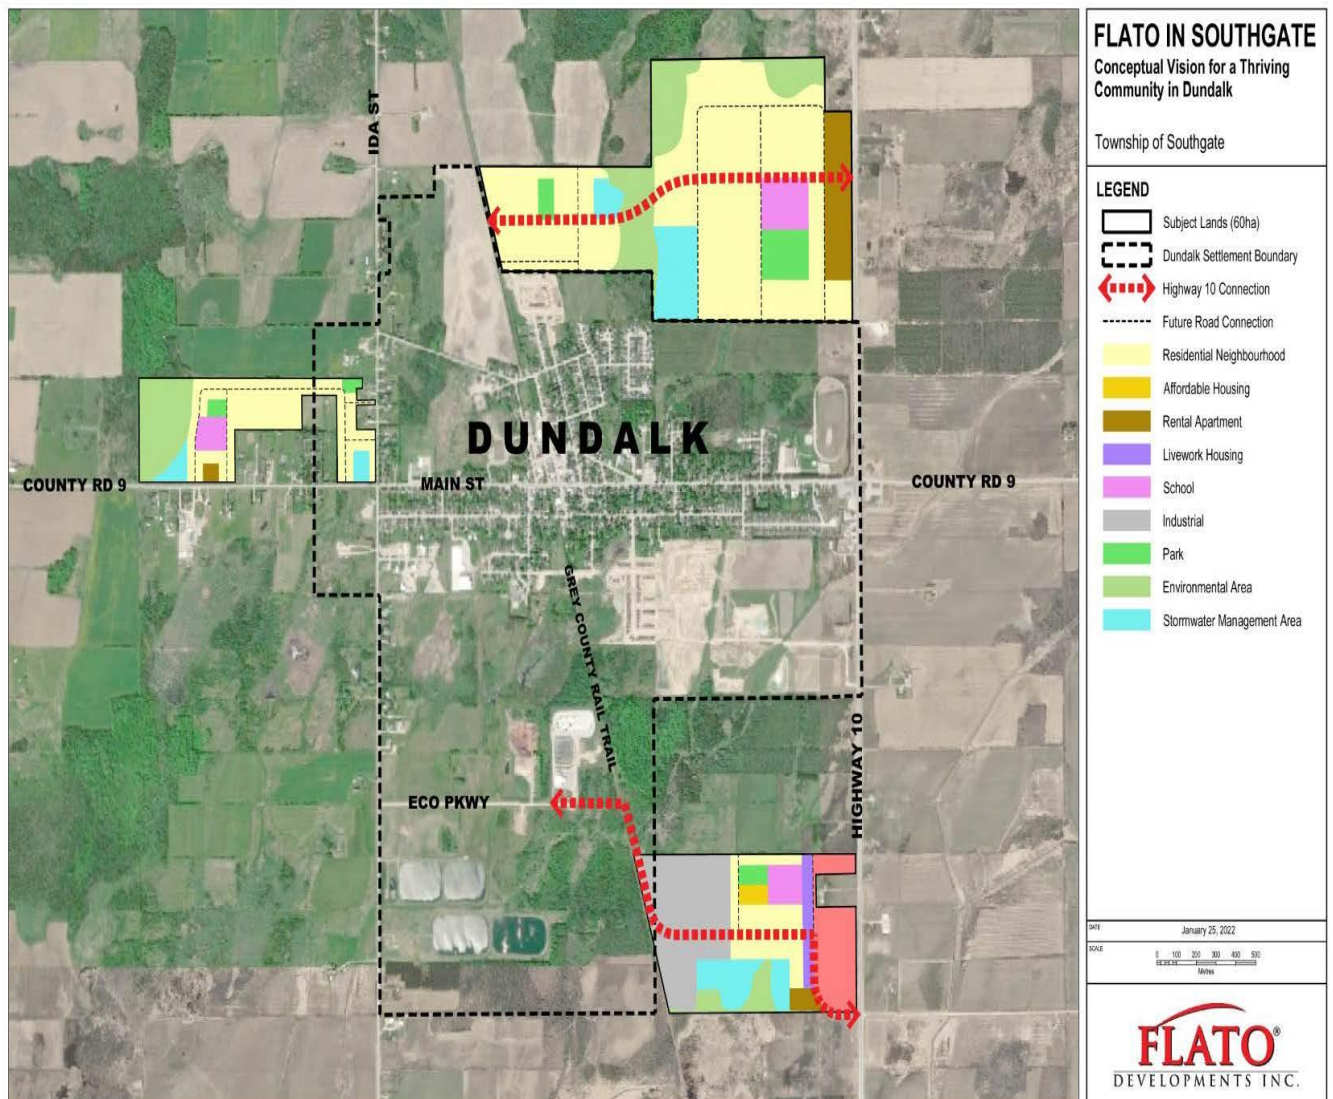 FLATO IN SOUTHGATE
Conceptual Vision for a Thriving
Community in Dundalk
Township of Southgate
LEGEND
Subject Lands (60ha)
Dundalk Settlement Boundary
Highway 10 Connection
Future Road Connection
Residential Neighbourhood
Affordable Housing
Rental Apartment
Livework Housing
School
Industrial
Park
Environmental Area
Stormwater Management Area
IDA ST
DUNDALK
COUNTY RD 9
MAIN ST
COUNTY RD 9
GREY COUNTY RAIL TRAIL
HIGHWAY 10
ECO PKWY
DATE
January 25, 2022
SCALE
0 100 200 300 400 500
Metres
FLATO®
DEVELOPMENTS INC.